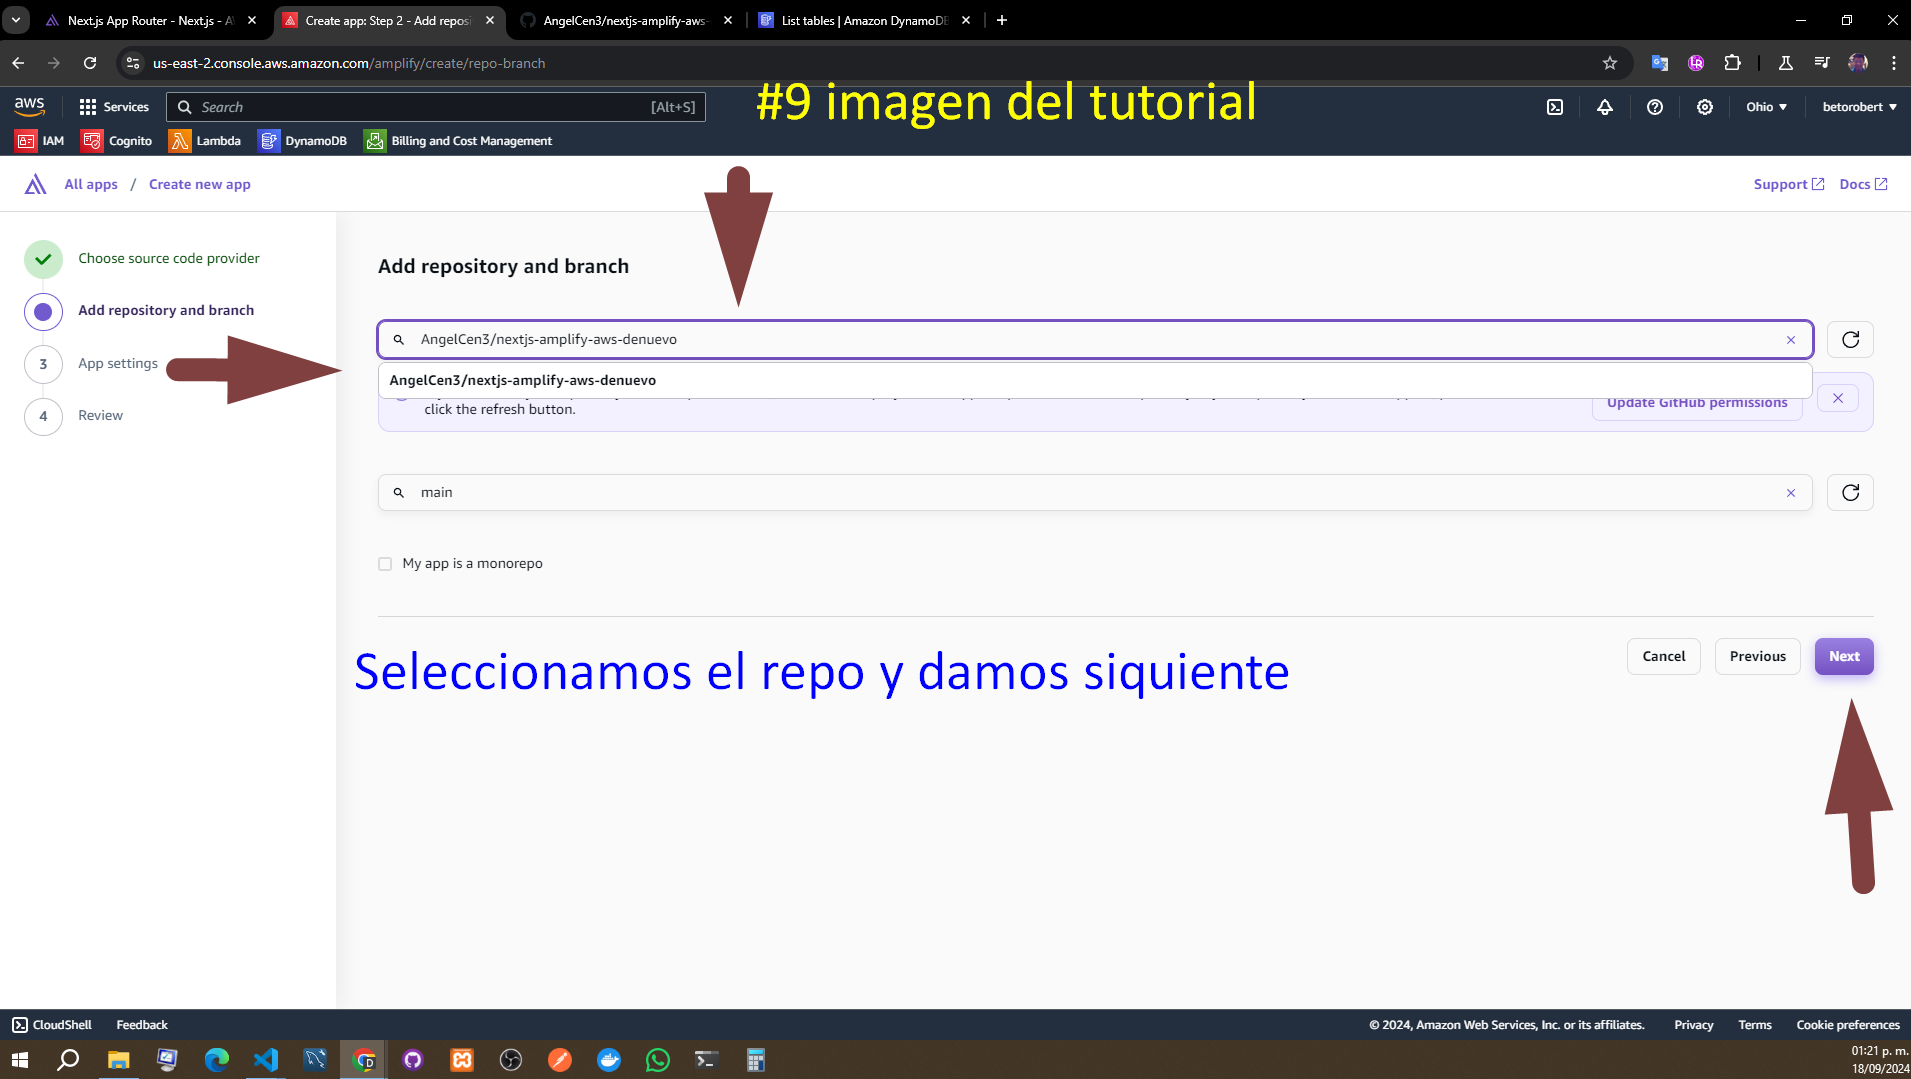 Next.js App Router - Next.js - A
Create app: Step 2 - Add reposi
AngelCen3/nextjs-amplify-aws-
List tables | Amazon DynamoDB
us-east-2.console.aws.amazon.com/amplify/create/repo-branch
#9 imagen del tutorial
aws
Services
Search
[Alt+S]
Ohio
betorobert
IAM
Cognito
Lambda
DynamoDB
Billing and Cost Management
All apps / Create new app
Support
Docs
Choose source code provider
Add repository and branch
3
App settings
4
Review
Add repository and branch
AngelCen3/nextjs-amplify-aws-denuevo
AngelCen3/nextjs-amplify-aws-denuevo
click the refresh button.
Update GitHub permissions
main
My app is a monorepo
Seleccionamos el repo y damos siquiente
Cancel
Previous
Next
CloudShell
Feedback
© 2024, Amazon Web Services, Inc. or its affiliates.
Privacy
Terms
Cookie preferences
01:21 p. m.
18/09/2024